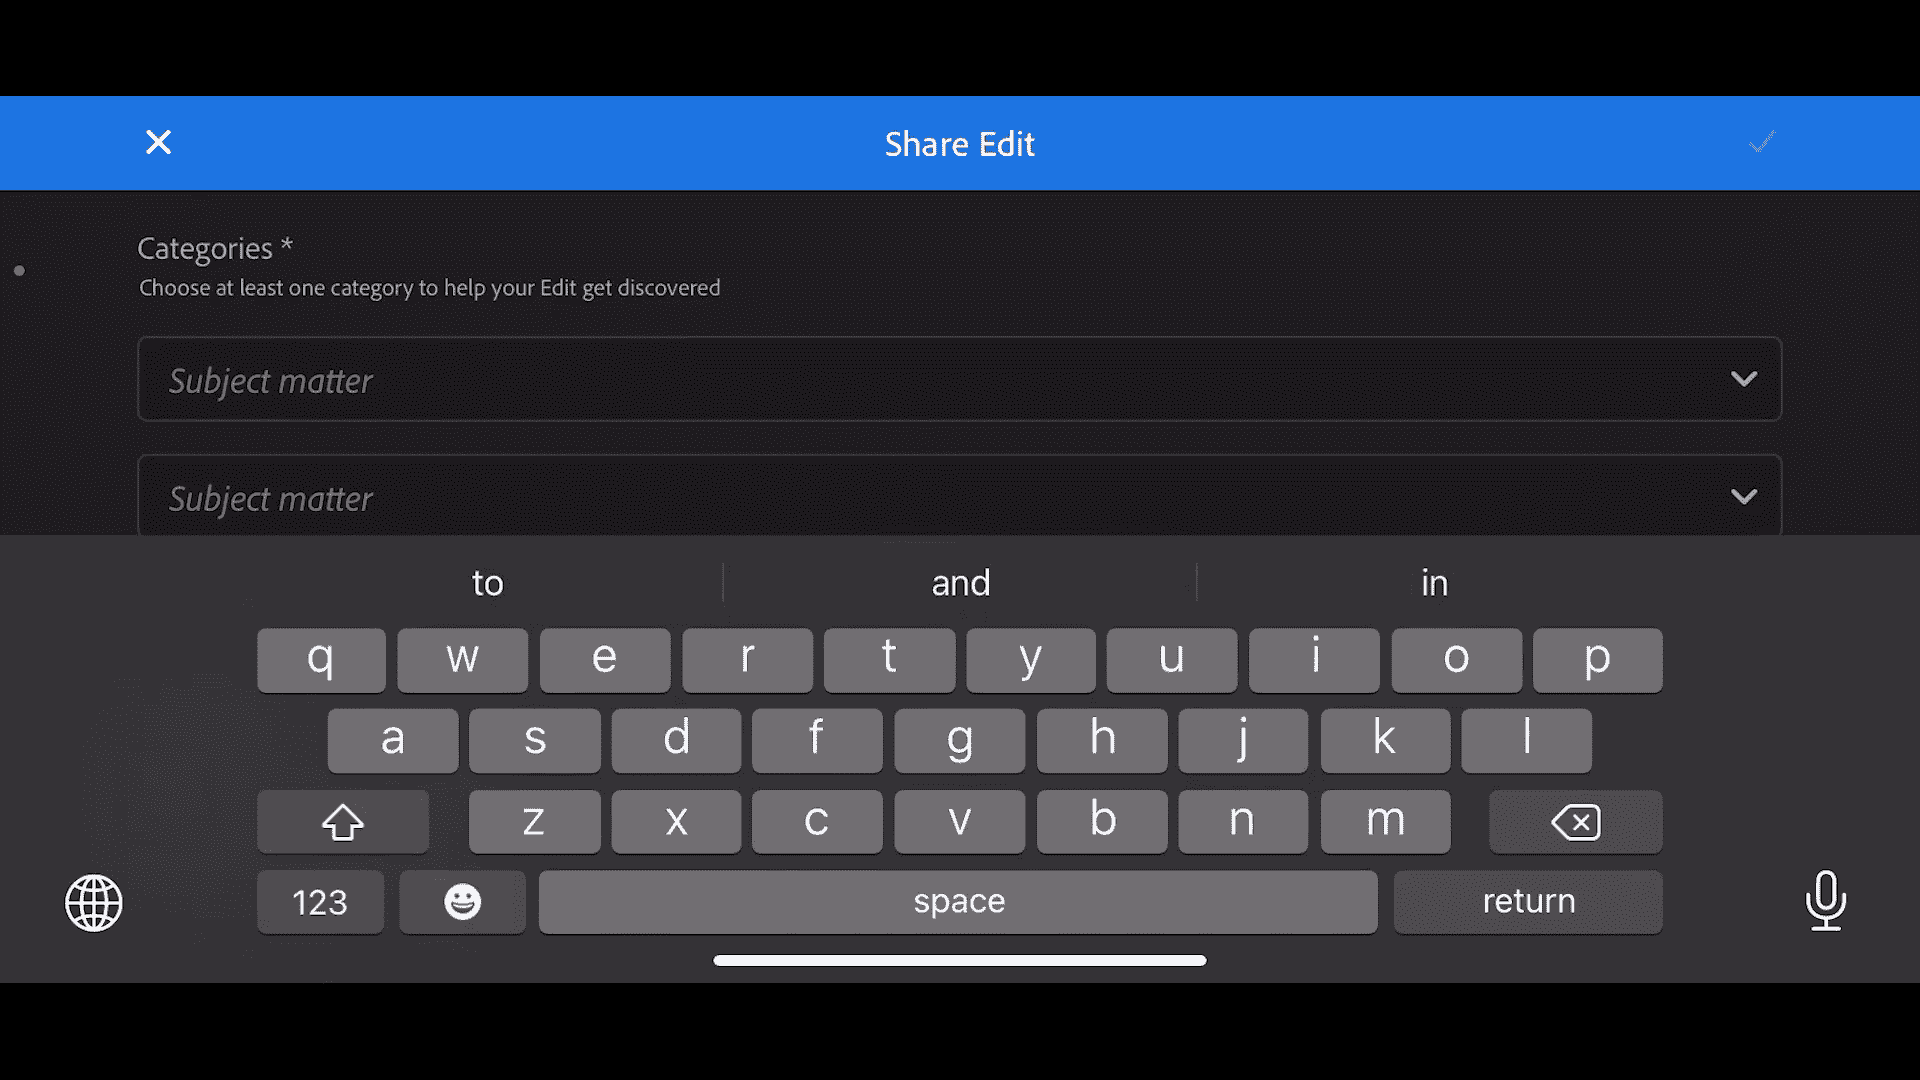 Share Edit
Categories *
Choose at least one category to help your Edit get discovered
Subject matter
Subject matter
to and in
q w e r t y u i o p
a s d f g h j k l
z x c v b n m
123 space return